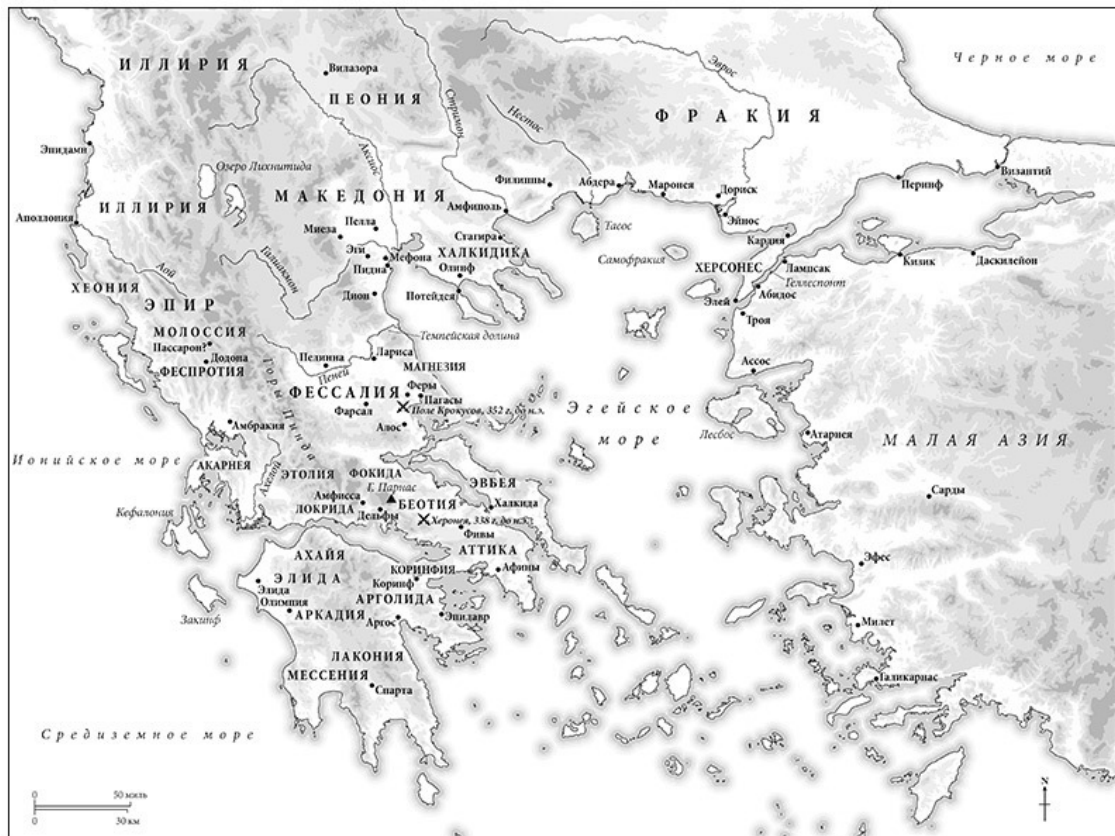 Черное море
ИЛЛИРИЯ
Вилазора
ПЕОНИЯ
Стримон
Нестас
Эврос
ФРАКИЯ
Эпидамн
Аксиос
Озеро Лихнитида
Византий
Перинф
Филиппы
Абдера
Маронея
Дориск
МАКЕДОНИЯ
Амфиполь
Эйнос
ИЛЛИРИЯ
Аполлония
Пелла
Миеза
Тасос
Стагира
Кардия
ХАЛКИДИКА
Эги
Мефона
Пидна
Самофракия
Кизик
Даскилейон
Олинф
ХЕРСОНЕС
Лампсак
Геллеспонт
Аой
Галиакмон
ХЕОНИЯ
Дион
Потейдея
Элей
Абидос
ЭПИР
Троя
МОЛОССИЯ
Темпейская долина
Пассарон?
Додона
ФЕСПРОТИЯ
Пелинна
Лариса
Пеней
МАГНЕЗИЯ
Ассос
Горы Пинда
ФЕССАЛИЯ
Феры
Пагасы
Фарсал
Поле Крокусов, 352 г. до н.э.
Эгейское
море
Алос
Лесбос
Атарнея
МАЛАЯ АЗИЯ
Амбракия
Ионийское море
АКАРНЕЯ
Ахелой
ЭТОЛИЯ
ФОКИДА
ЭВБЕЯ
Г. Парнас
Сарды
Амфисса
ЛОКРИДА
БЕОТИЯ
Халкида
Кефалония
Дельфы
Херонея, 338 г. до н.э.
Фивы
АТТИКА
АХАЙЯ
Эфес
КОРИНФИЯ
Афины
ЭЛИДА
Элида
Коринф
АРГОЛИДА
Олимпия
АРКАДИЯ
Закинф
Аргос
Эпидавр
Милет
ЛАКОНИЯ
МЕССЕНИЯ
Спарта
Галикарнас
Средиземное море
0 50 миль
0 30 км
N